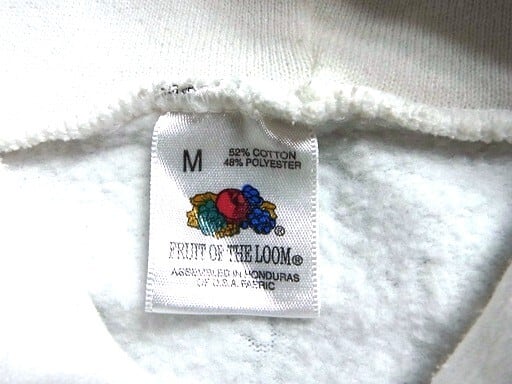 M
52% COTTON
48% POLYESTER
®
FRUIT OF THE LOOM®
ASSEMBLED IN HONDURAS
OF U.S.A. FABRIC